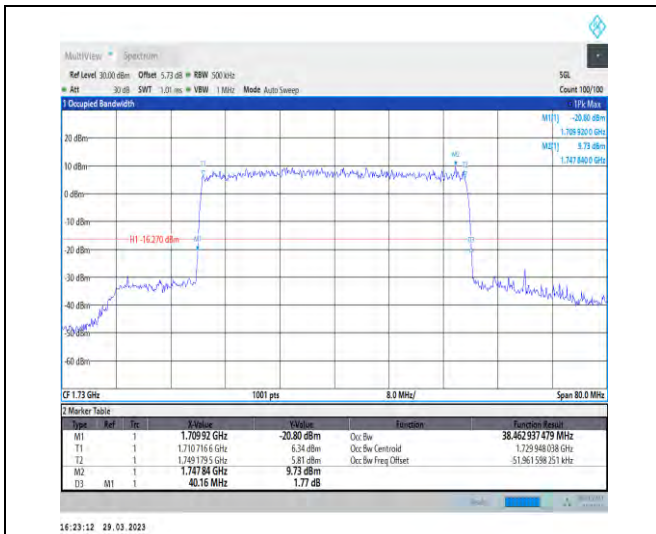 MultiView Spectrum
Ref Level 30.00 dBm Offset 5.73 dB RBW 500 kHz SGL
Att 30 dB SWT 1.01 ms VBW 1 MHz Mode Auto Sweep Count 100/100
1 Occupied Bandwidth 1Pk Max
M1[1] -20.80 dBm
1.709 920 0 GHz
M2[1] 9.73 dBm
1.747 840 0 GHz
20 dBm
M2
T1
10 dBm
0 dBm
-10 dBm
H1 -16.270 dBm
M1
D3
-20 dBm
-30 dBm
-40 dBm
-50 dBm
-60 dBm
CF 1.73 GHz 1001 pts 8.0 MHz/ Span 80.0 MHz
2 Marker Table
Type Ref Trc X-Value Y-Value Function Function Result
M1 1 1.709 92 GHz -20.80 dBm Occ Bw 38.462 937 479 MHz
T1 1 1.710 716 6 GHz 6.34 dBm Occ Bw Centroid 1.729 948 038 GHz
T2 1 1.749 179 5 GHz 5.81 dBm Occ Bw Freq Offset -51.961 598 251 kHz
M2 1 1.747 84 GHz 9.73 dBm
D3 M1 1 40.16 MHz 1.77 dB
16:23:12 29.03.2023